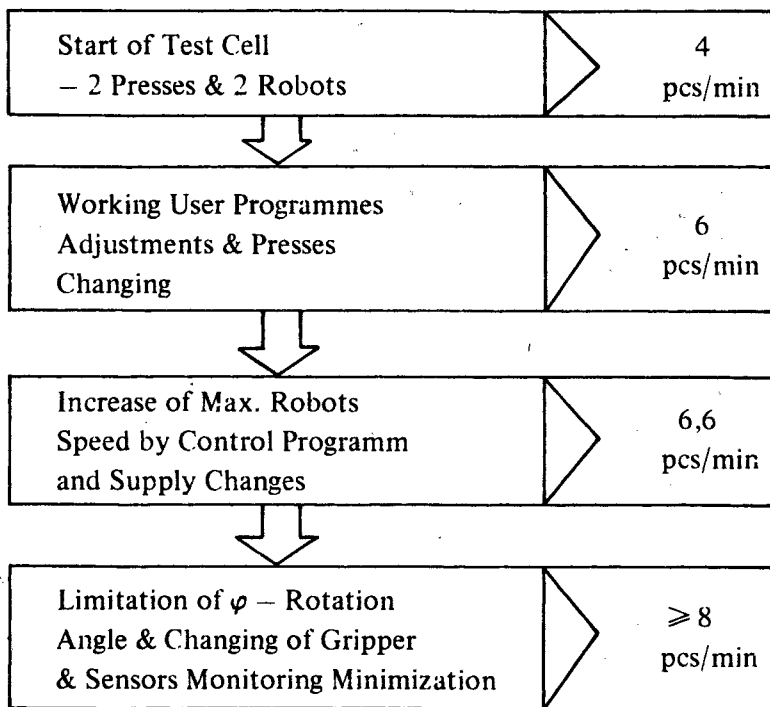 Start of Test Cell
– 2 Presses & 2 Robots
4
pcs/min
Working User Programmes
Adjustments & Presses
Changing
6
pcs/min
Increase of Max. Robots
Speed by Control Programm
and Supply Changes
6,6
pcs/min
Limitation of φ – Rotation
Angle & Changing of Gripper
& Sensors Monitoring Minimization
⩾ 8
pcs/min